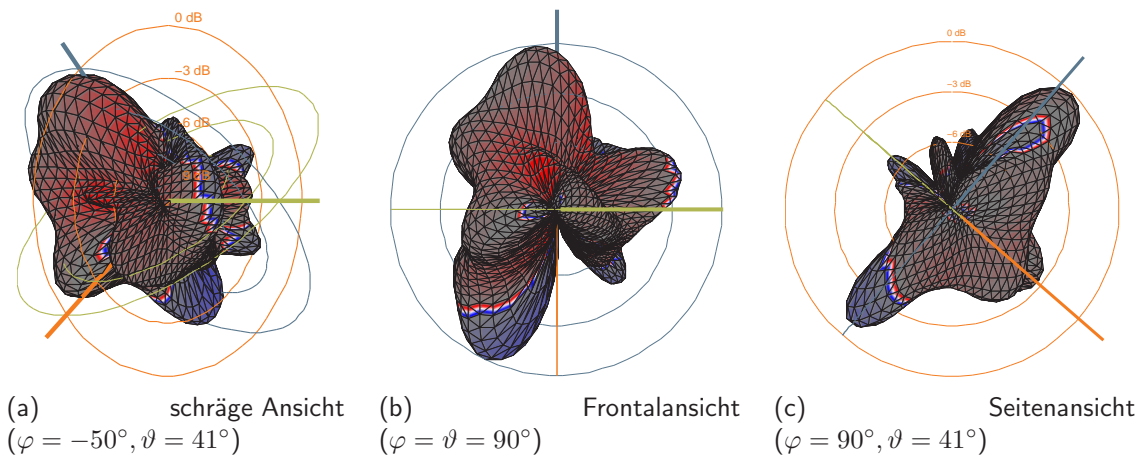 0 dB
−3 dB
6 dB
0 dB
−3 dB
−6 dB
(a) schräge Ansicht
(φ = −50°, ϑ = 41°)
(b) Frontalansicht
(φ = ϑ = 90°)
(c) Seitenansicht
(φ = 90°, ϑ = 41°)